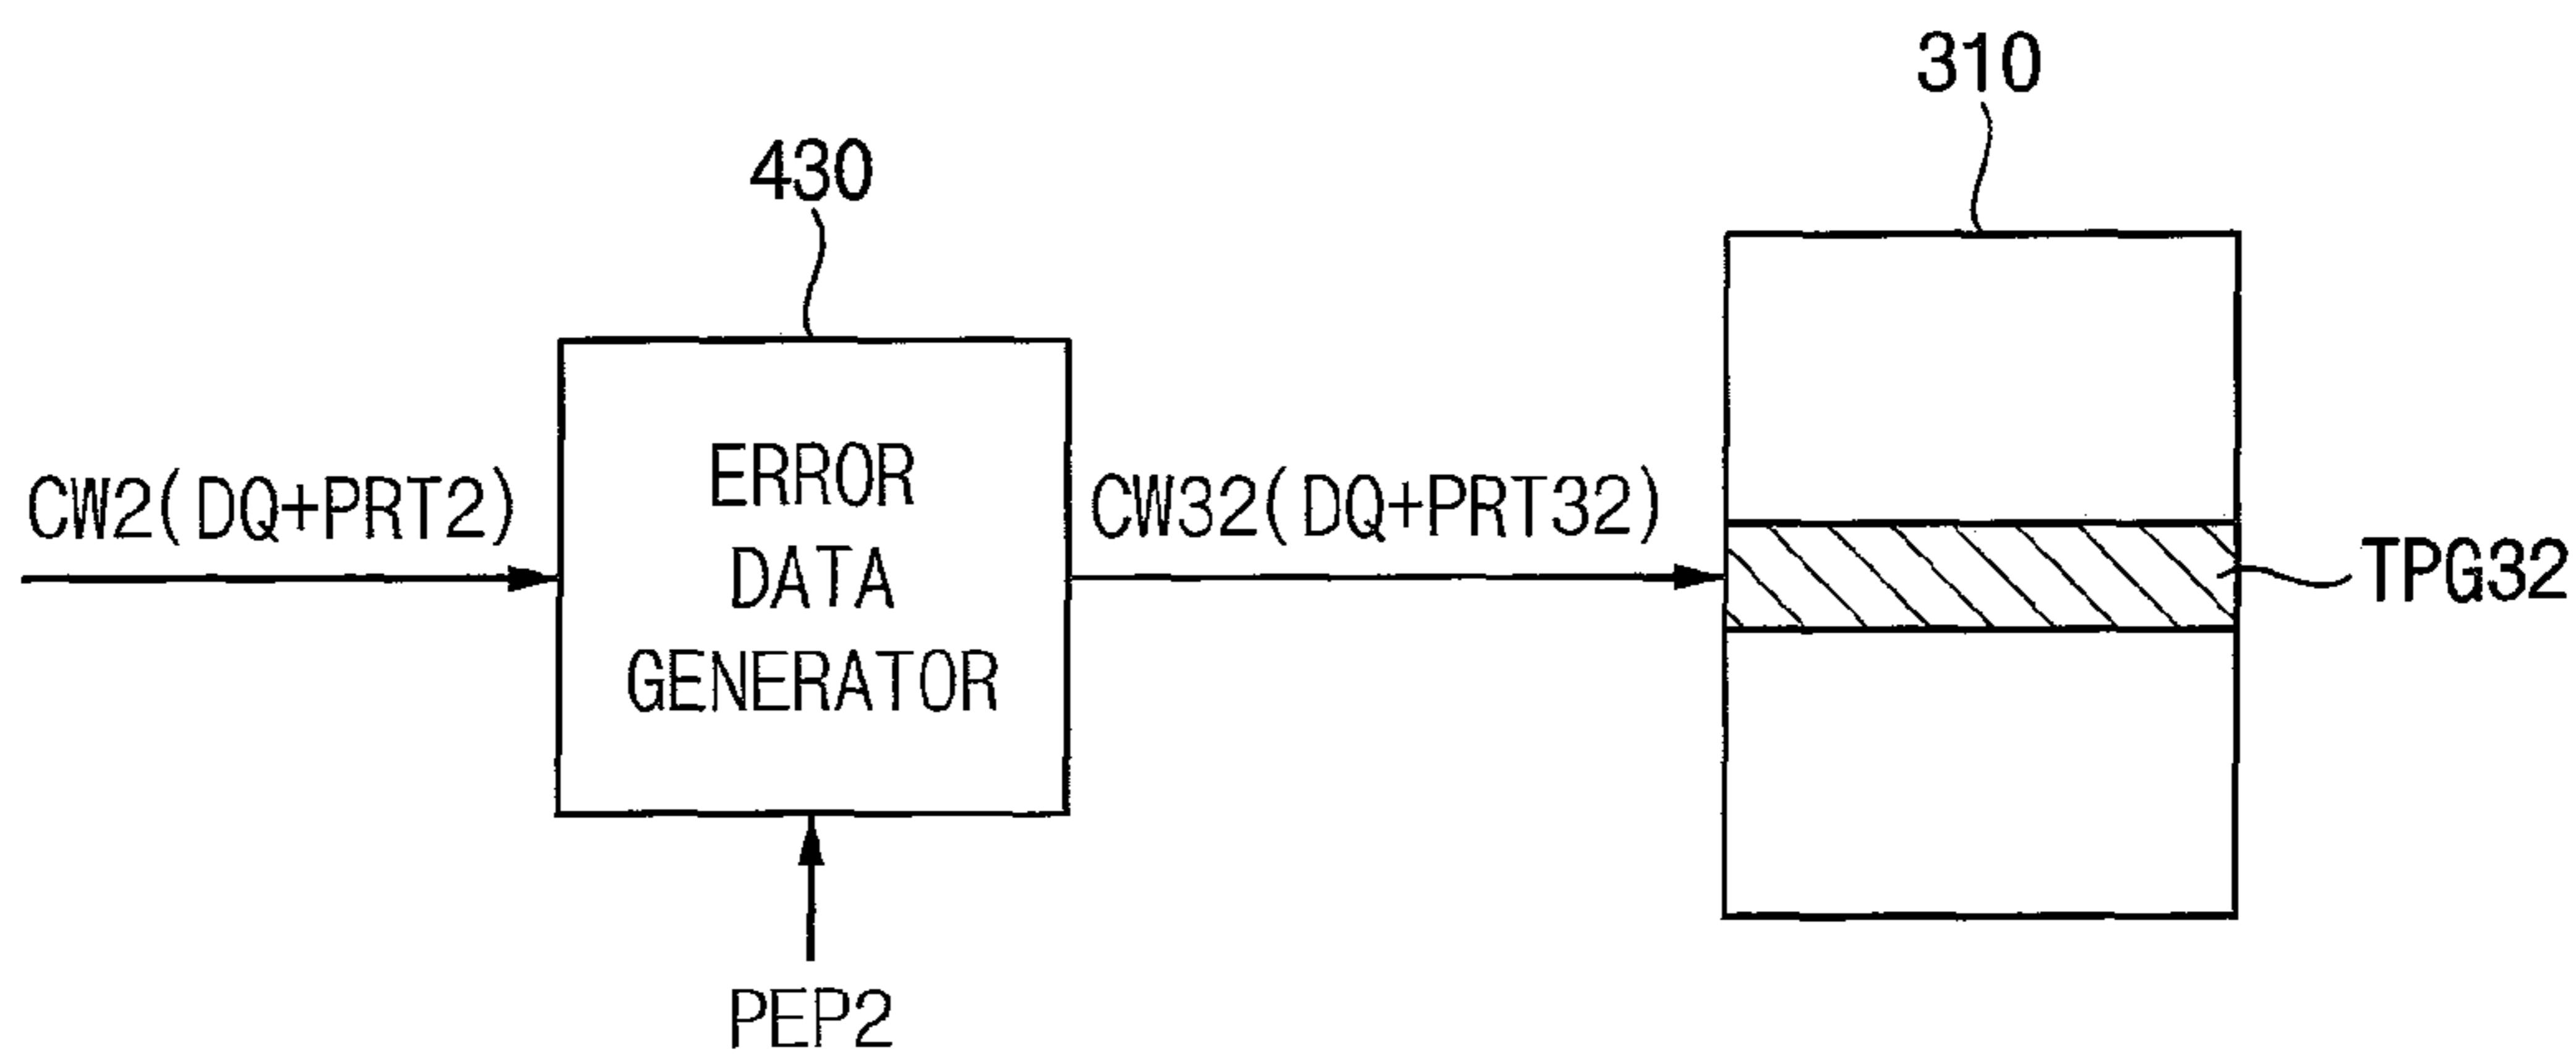 310
430
ERROR
DATA
GENERATOR
CW2(DQ+PRT2)
CW32(DQ+PRT32)
TPG32
PEP2